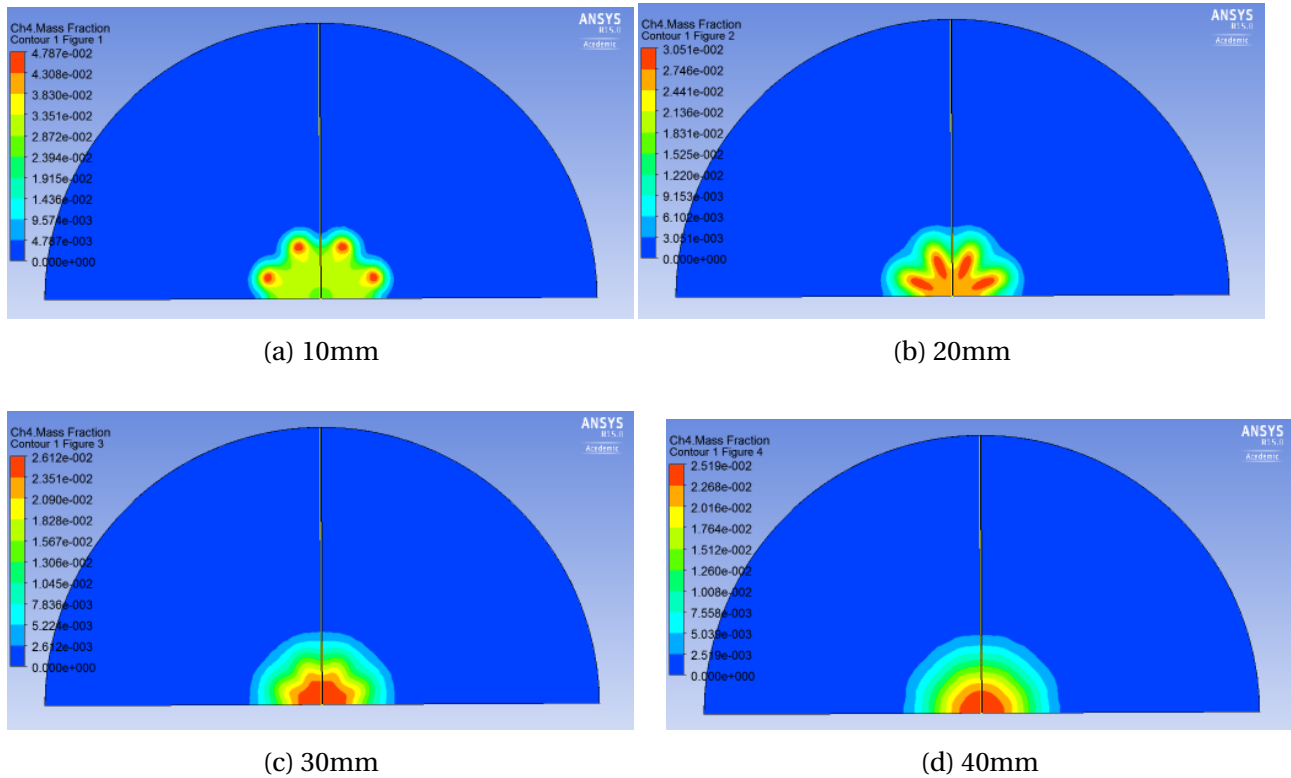 Ch4.Mass Fraction
Contour 1 Figure 1
4.787e-002
4.308e-002
3.830e-002
3.351e-002
2.872e-002
2.394e-002
1.915e-002
1.436e-002
9.574e-003
4.787e-003
0.000e+000
ANSYS
R15.0
Academic
(a) 10mm
Ch4.Mass Fraction
Contour 1 Figure 2
3.051e-002
2.746e-002
2.441e-002
2.136e-002
1.831e-002
1.525e-002
1.220e-002
9.153e-003
6.102e-003
3.051e-003
0.000e+000
ANSYS
R15.0
Academic
(b) 20mm
Ch4.Mass Fraction
Contour 1 Figure 3
2.612e-002
2.351e-002
2.090e-002
1.828e-002
1.567e-002
1.306e-002
1.045e-002
7.836e-003
5.224e-003
2.612e-003
0.000e+000
ANSYS
R15.0
Academic
(c) 30mm
Ch4.Mass Fraction
Contour 1 Figure 4
2.519e-002
2.268e-002
2.016e-002
1.764e-002
1.512e-002
1.260e-002
1.008e-002
7.558e-003
5.039e-003
2.519e-003
0.000e+000
ANSYS
R15.0
Academic
(d) 40mm